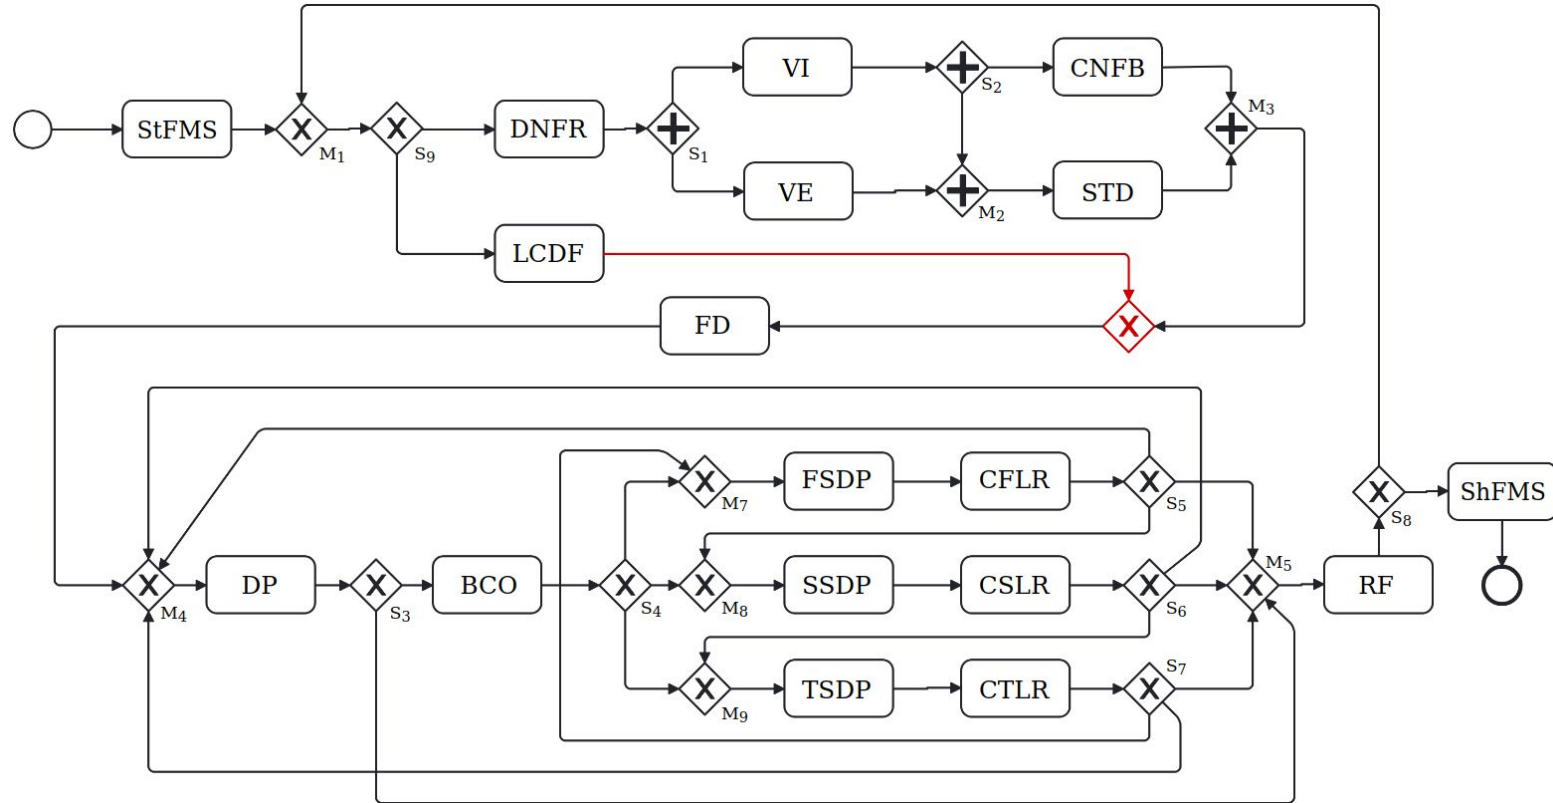 VI
CNFB
S2
M3
StFMS
DNFR
M1
S9
S1
VE
STD
M2
LCDF
FD
FSDP
CFLR
ShFMS
M7
S5
S8
M5
DP
BCO
SSDP
CSLR
RF
M4
S3
S4
M8
S6
S7
TSDP
CTLR
M9